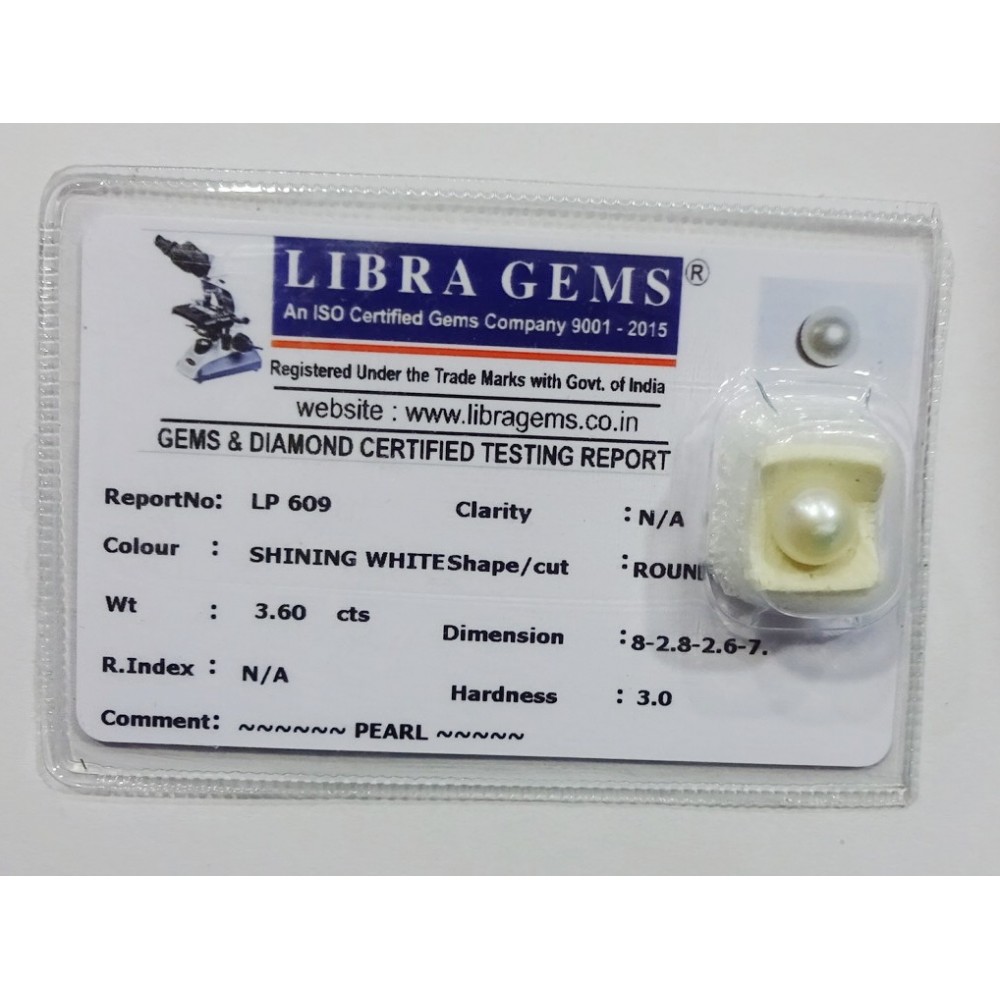 LIBRA GEMS ®
An ISO Certified Gems Company 9001 - 2015
Registered Under the Trade Marks with Govt. of India
website : www.libragems.co.in
GEMS & DIAMOND CERTIFIED TESTING REPORT
ReportNo: LP 609 Clarity : N/A
Colour : SHINING WHITE Shape/cut : ROUND
Wt : 3.60 cts Dimension : 8-2.8-2.6-7.
R.Index : N/A Hardness : 3.0
Comment: ~~~~~~ PEARL ~~~~~